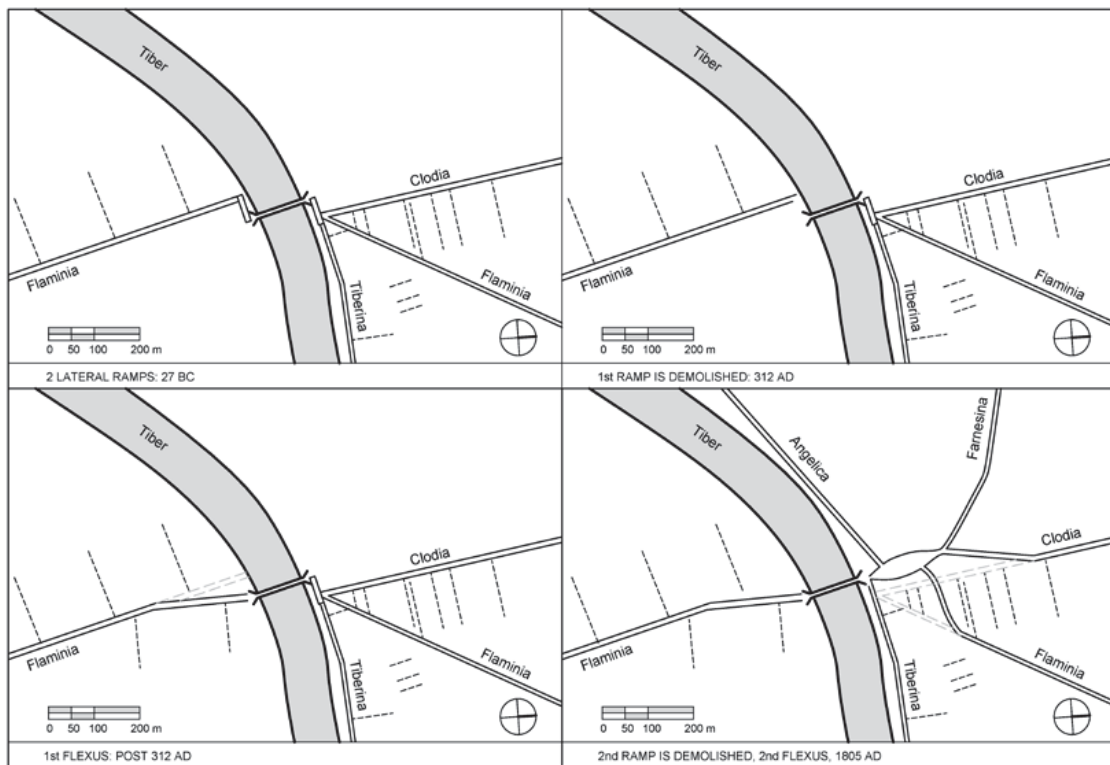 Tiber
Clodia
Flaminia
Flaminia
Tiberina
0 50 100 200 m
2 LATERAL RAMPS: 27 BC
Tiber
Clodia
Flaminia
Flaminia
Tiberina
0 50 100 200 m
1st RAMP IS DEMOLISHED: 312 AD
Tiber
Clodia
Flaminia
Flaminia
Tiberina
0 50 100 200 m
1st FLEXUS: POST 312 AD
Tiber
Angelica
Farnesina
Clodia
Flaminia
Flaminia
Tiberina
0 50 100 200 m
2nd RAMP IS DEMOLISHED, 2nd FLEXUS, 1805 AD